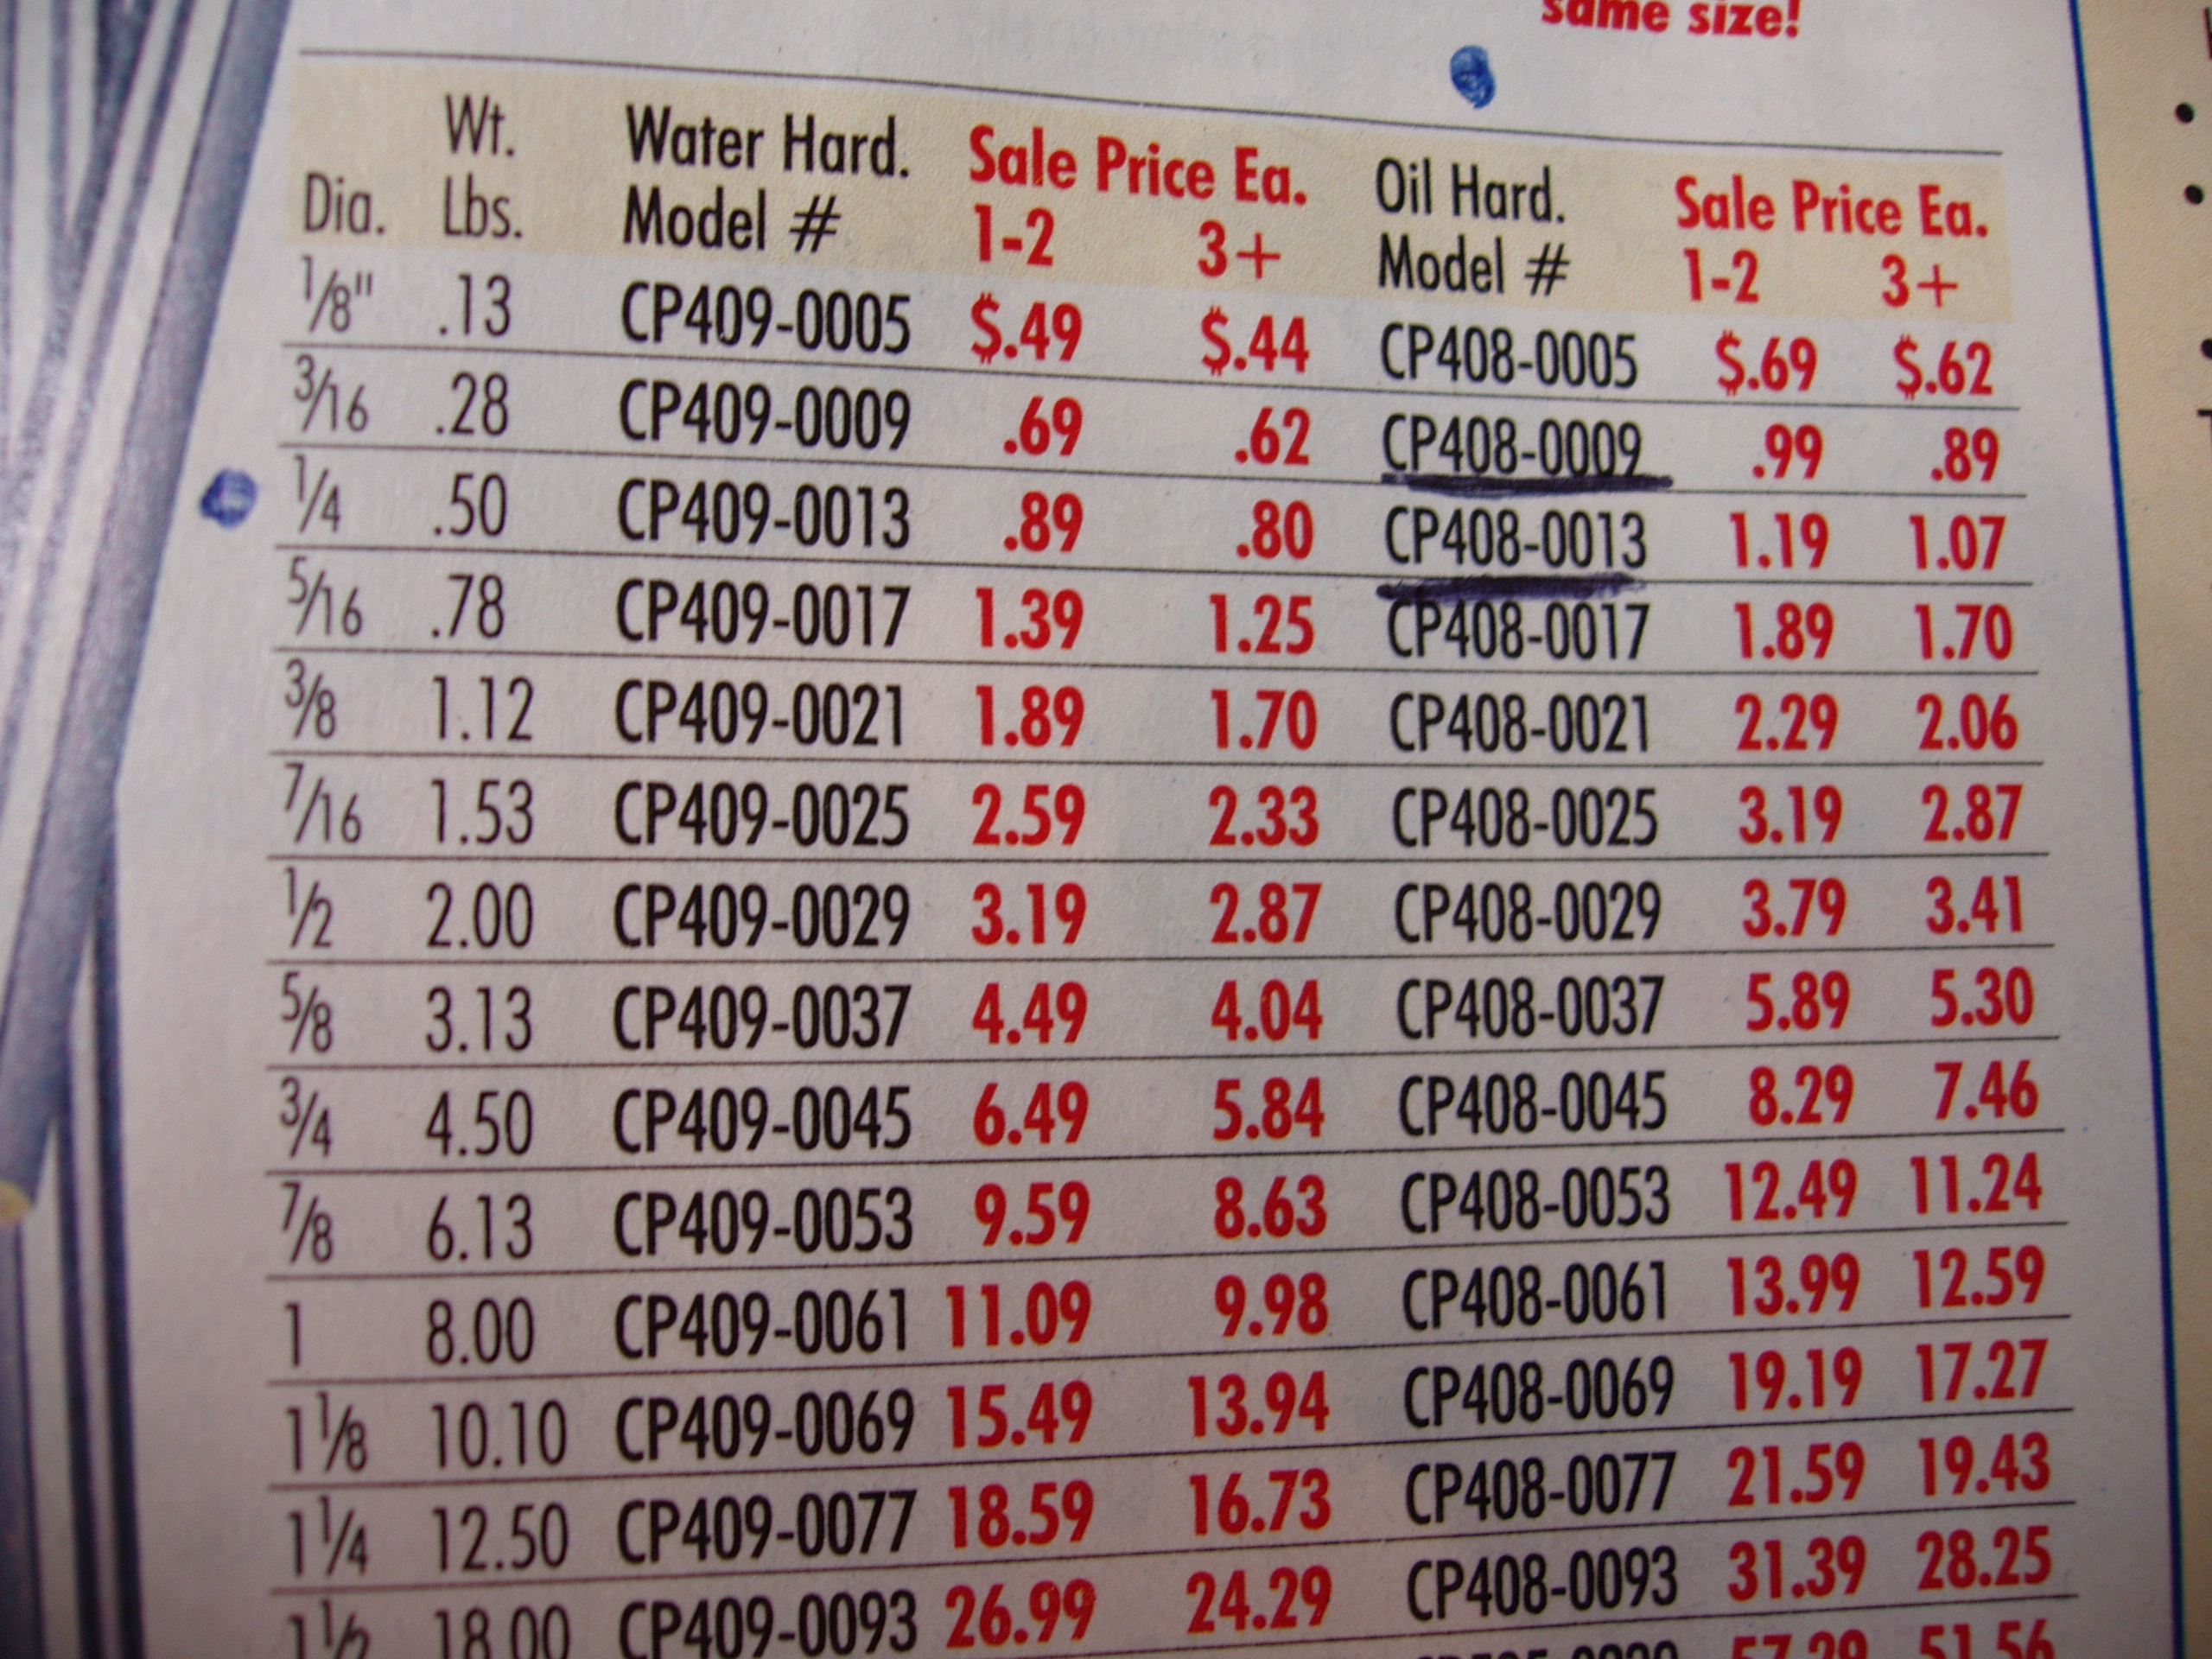 same size!
Dia. Wt. Lbs. Water Hard. Model # Sale Price Ea. 1-2 3+ Oil Hard. Model # Sale Price Ea. 1-2 3+
1/8" .13 CP409-0005 $.49 $.44 CP408-0005 $.69 $.62
3/16 .28 CP409-0009 .69 .62 CP408-0009 .99 .89
1/4 .50 CP409-0013 .89 .80 CP408-0013 1.19 1.07
5/16 .78 CP409-0017 1.39 1.25 CP408-0017 1.89 1.70
3/8 1.12 CP409-0021 1.89 1.70 CP408-0021 2.29 2.06
7/16 1.53 CP409-0025 2.59 2.33 CP408-0025 3.19 2.87
1/2 2.00 CP409-0029 3.19 2.87 CP408-0029 3.79 3.41
5/8 3.13 CP409-0037 4.49 4.04 CP408-0037 5.89 5.30
3/4 4.50 CP409-0045 6.49 5.84 CP408-0045 8.29 7.46
7/8 6.13 CP409-0053 9.59 8.63 CP408-0053 12.49 11.24
1 8.00 CP409-0061 11.09 9.98 CP408-0061 13.99 12.59
1 1/8 10.10 CP409-0069 15.49 13.94 CP408-0069 19.19 17.27
1 1/4 12.50 CP409-0077 18.59 16.73 CP408-0077 21.59 19.43
1 1/2 18.00 CP409-0093 26.99 24.29 CP408-0093 31.39 28.25
51.56